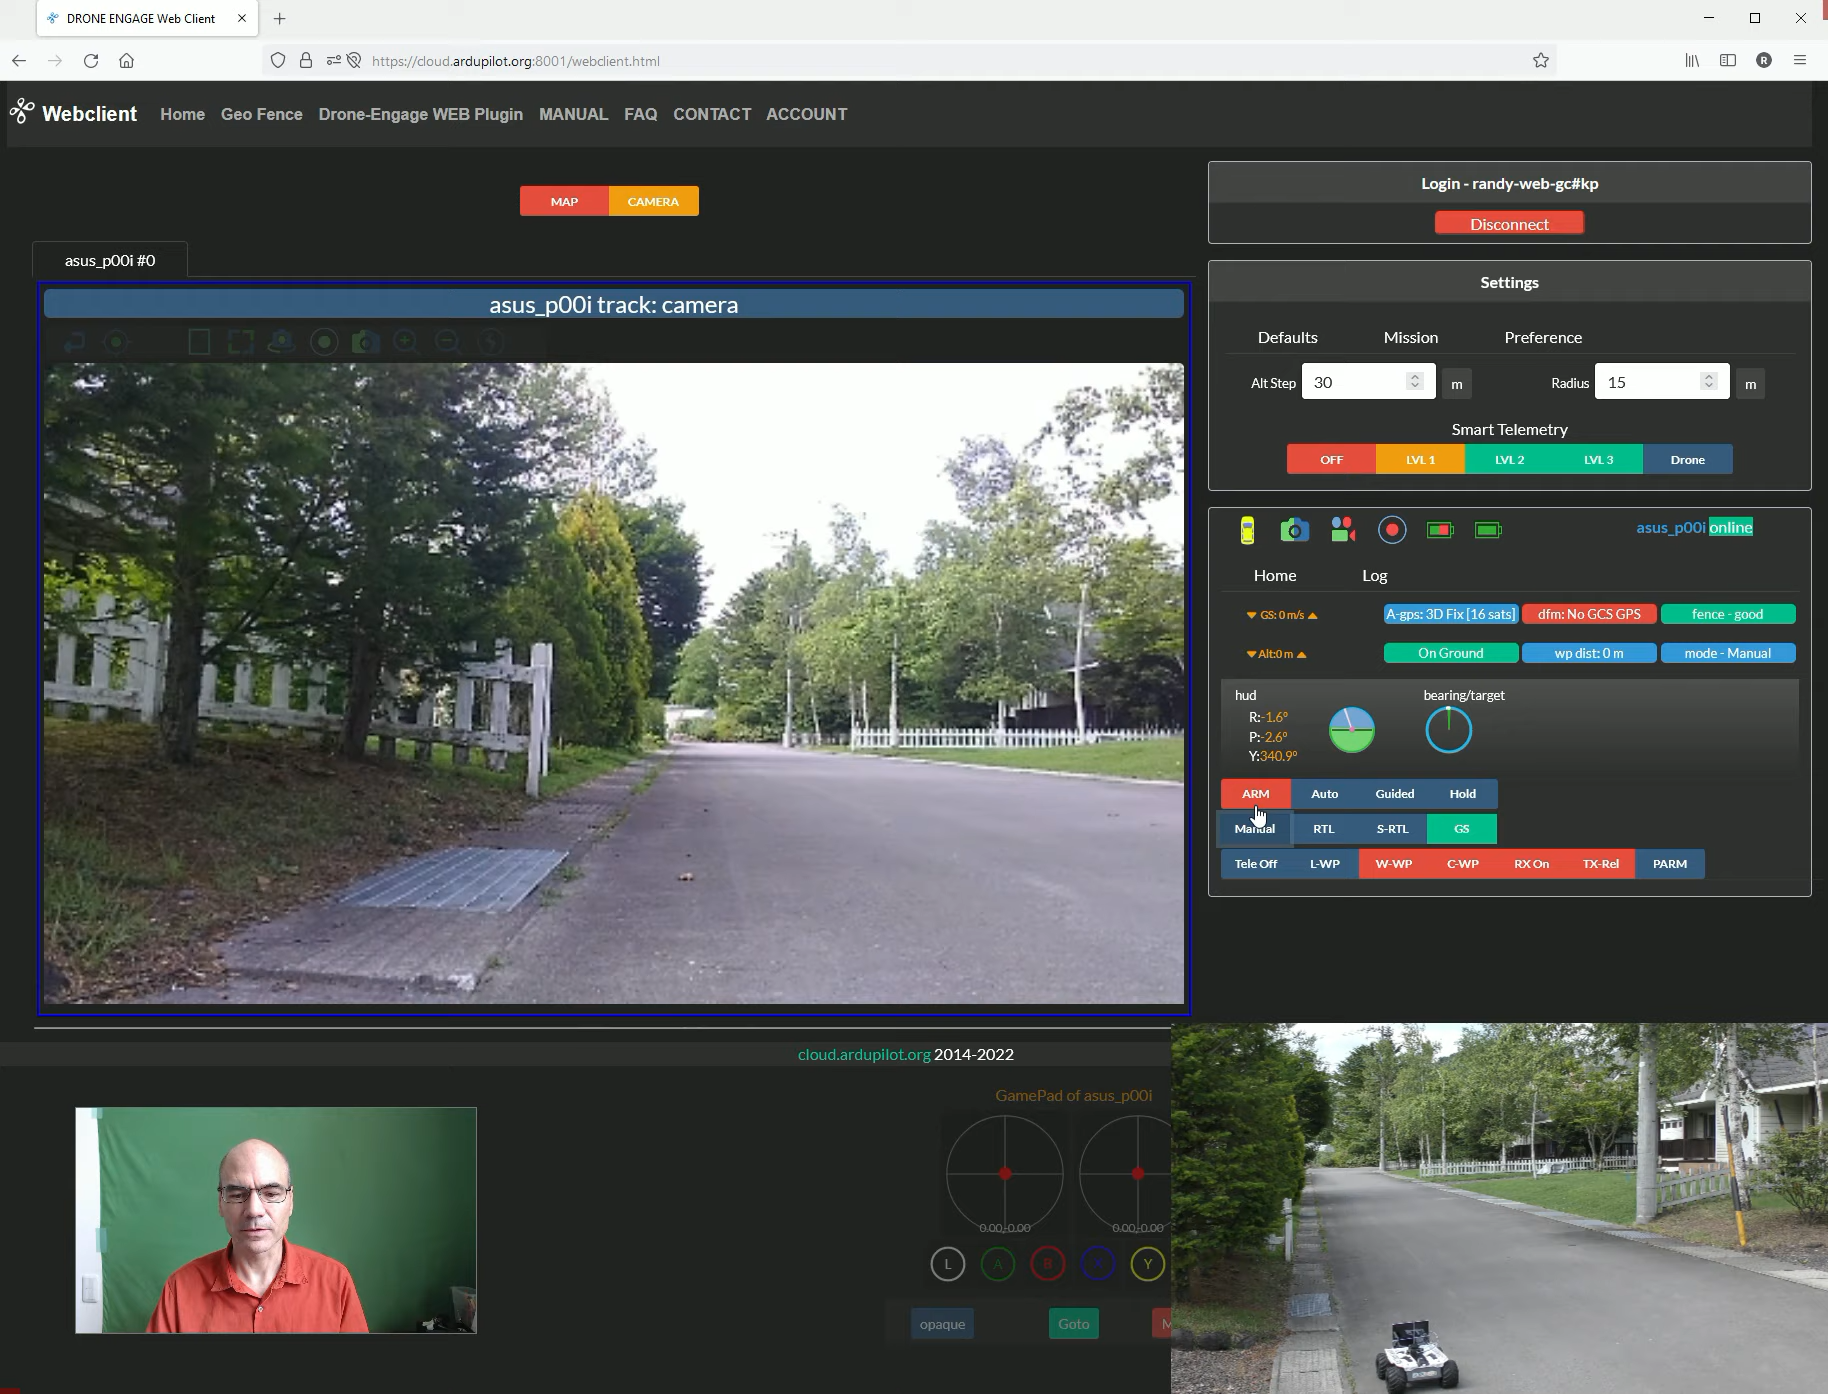 DRONE ENGAGE Web Client
https://cloud.ardupilot.org:8001/webclient.html
R
Webclient Home Geo Fence Drone-Engage WEB Plugin MANUAL FAQ CONTACT ACCOUNT
MAP CAMERA
Login - randy-web-gc#kp
Disconnect
asus_p00i #0
asus_p00i track: camera
Settings
Defaults Mission Preference
Alt Step 30 m Radius 15 m
Smart Telemetry
OFF LVL 1 LVL 2 LVL 3 Drone
asus_p00i online
Home Log
GS: 0 m/s A-gps: 3D Fix [16 sats] dfm: No GCS GPS fence - good
Alt:0 m On Ground wp dist: 0 m mode - Manual
hud bearing/target
R:-1.6º
P:-2.6º
Y:340.9º
ARM Auto Guided Hold
Manual RTL S-RTL GS
Tele Off L-WP W-WP C-WP RX On TX-Rel PARM
cloud.ardupilot.org 2014-2022
GamePad of asus_p00i
0.00,-0.00 0.00,-0.00
L A B X Y
opaque Goto M